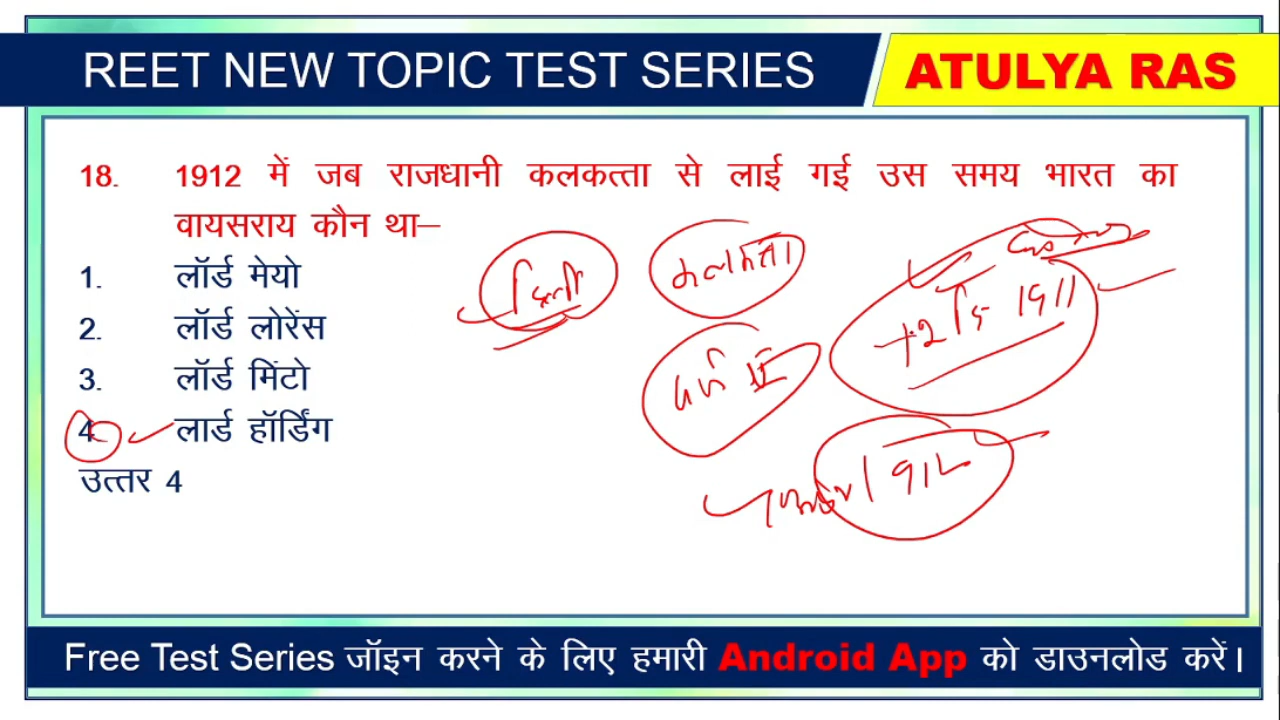 REET NEW TOPIC TEST SERIES
ATULYA RAS
18. 1912 में जब राजधानी कलकत्ता से लाई गई उस समय भारत का
वायसराय कौन था–
1. लॉर्ड मेयो
2. लॉर्ड लोरेंस
3. लॉर्ड मिंटो
4. लार्ड हॉर्डिंग
उत्तर 4
कलकत्ता
1911
1912
Free Test Series जॉइन करने के लिए हमारी Android App को डाउनलोड करें।